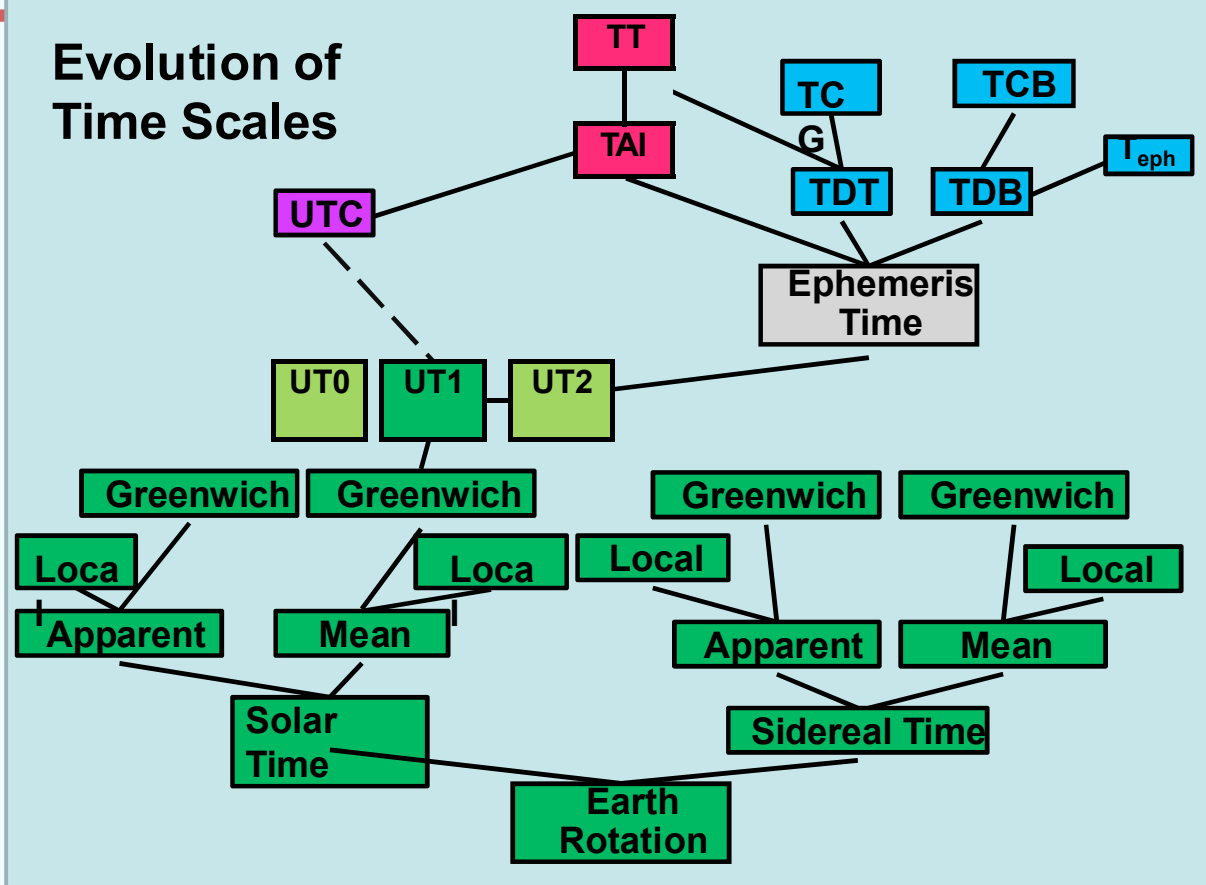 Evolution of
Time Scales
TT
TC
G
TCB
TAI
Teph
TDT
TDB
UTC
Ephemeris
Time
UT0
UT1
UT2
Greenwich
Greenwich
Greenwich
Greenwich
Loca
l
Loca
l
Local
Local
Apparent
Mean
Apparent
Mean
Solar
Time
Sidereal Time
Earth
Rotation